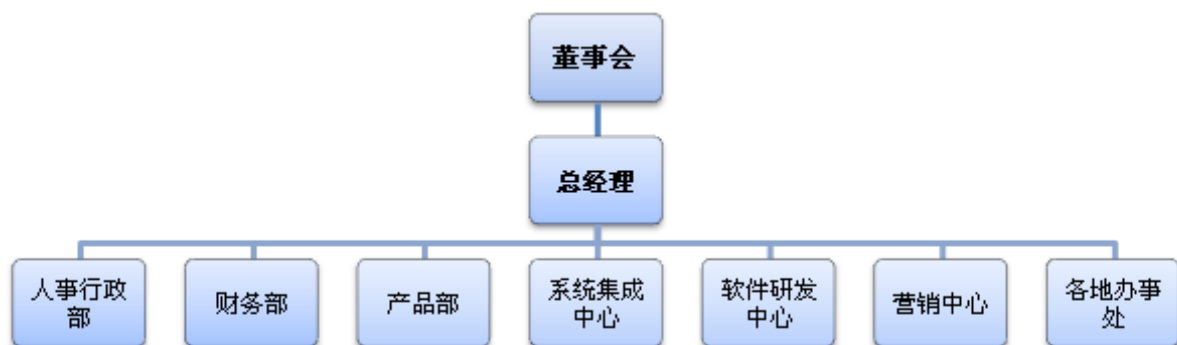 董事会
总经理
人事行政
部
财务部
产品部
系统集成
中心
软件研发
中心
营销中心
各地办事
处